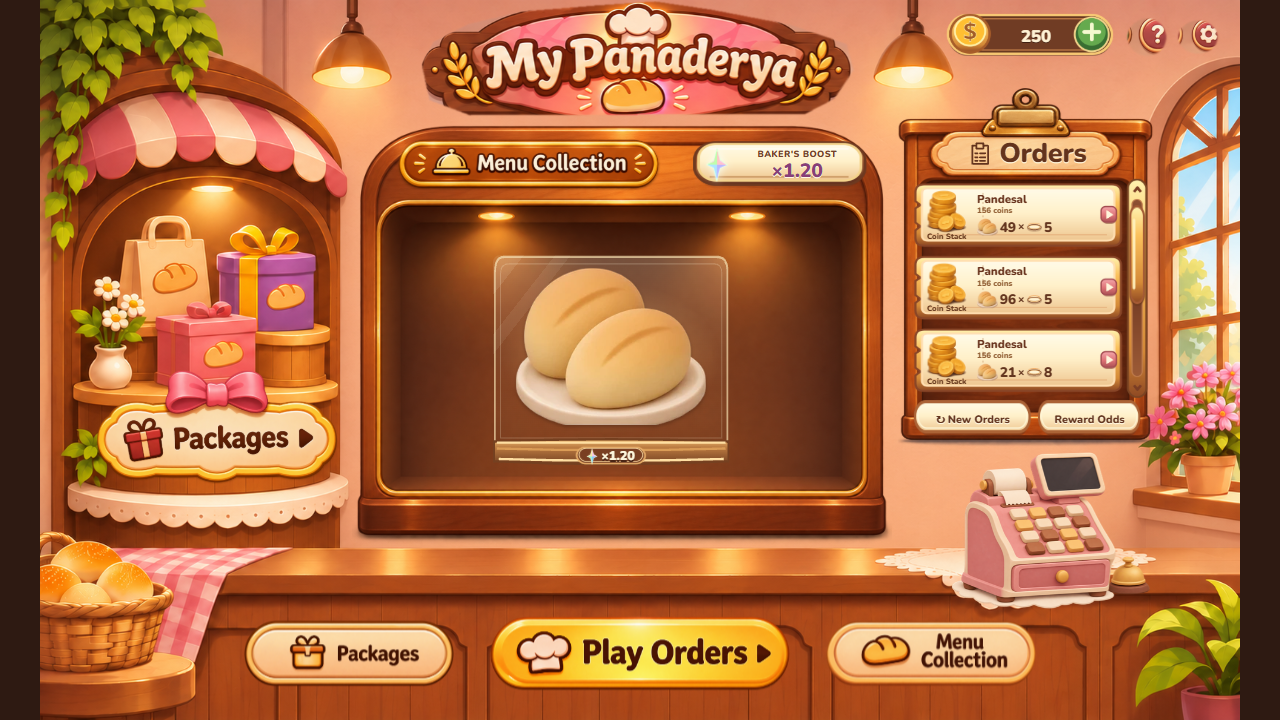 My Panaderya
$ 250 + ?
Menu Collection
BAKER'S BOOST
×1.20
×1.20
Packages
Orders
Pandesal
156 coins
49 × 5
Coin Stack
Pandesal
156 coins
96 × 5
Coin Stack
Pandesal
156 coins
21 × 8
Coin Stack
↻ New Orders
Reward Odds
Packages
Play Orders
Menu
Collection